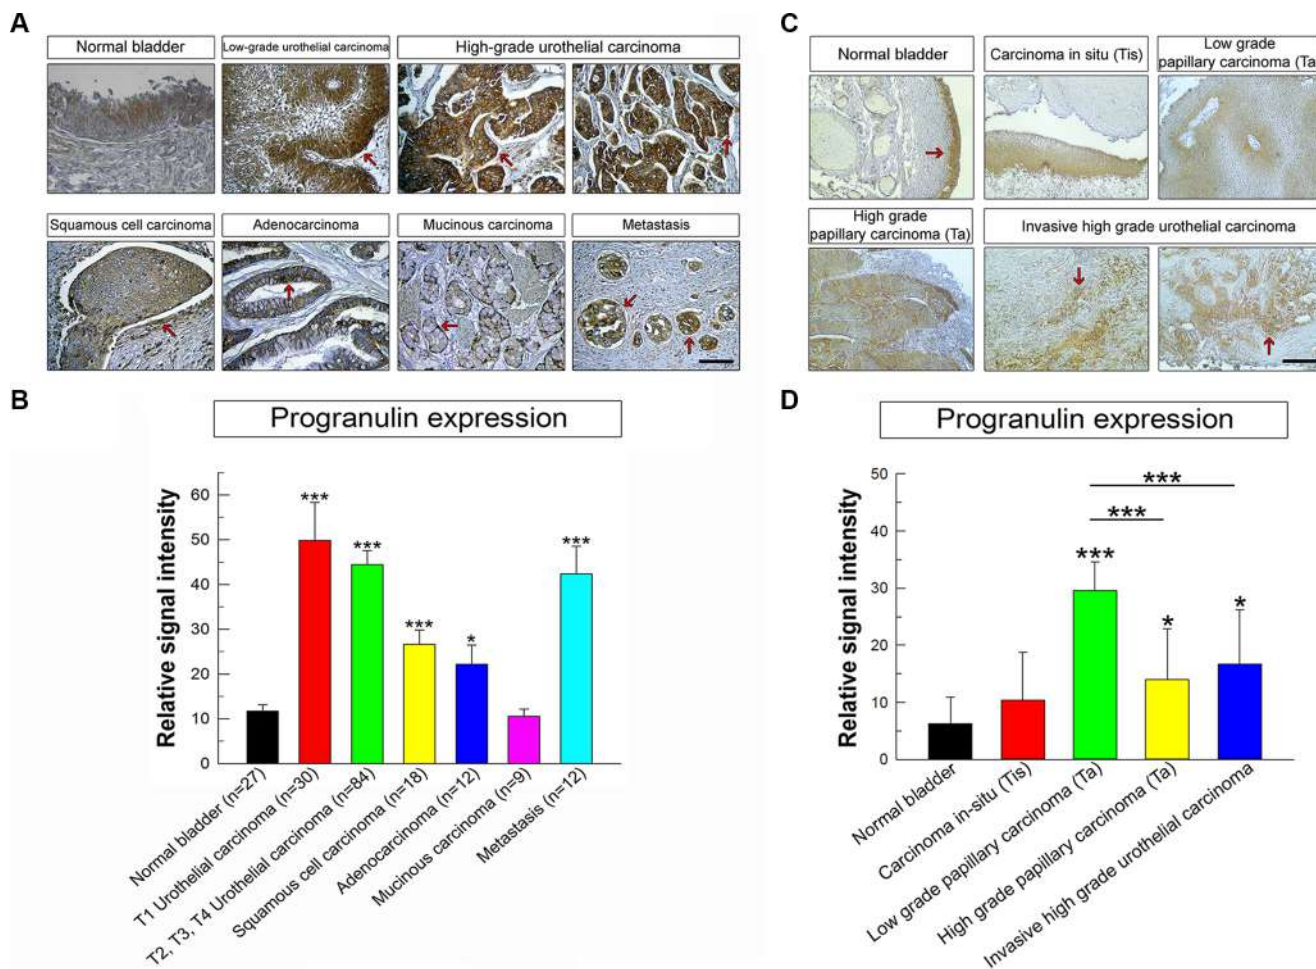 A
Normal bladder
Low-grade urothelial carcinoma
High-grade urothelial carcinoma
Squamous cell carcinoma
Adenocarcinoma
Mucinous carcinoma
Metastasis
B
Progranulin expression
Relative signal intensity
60
50
40
30
20
10
0
***
***
***
*
***
Normal bladder (n=27)
T1 Urothelial carcinoma (n=30)
T2, T3, T4 Urothelial carcinoma (n=84)
Squamous cell carcinoma (n=18)
Adenocarcinoma (n=12)
Mucinous carcinoma (n=9)
Metastasis (n=12)
C
Normal bladder
Carcinoma in situ (Tis)
Low grade
papillary carcinoma (Ta
High grade
papillary carcinoma (Ta)
Invasive high grade urothelial carcinoma
D
Progranulin expression
Relative signal intensity
50
40
30
20
10
0
***
***
***
*
*
Normal bladder
Carcinoma in-situ (Tis)
Low grade papillary carcinoma (Ta)
High grade papillary carcinoma (Ta)
Invasive high grade urothelial carcinoma